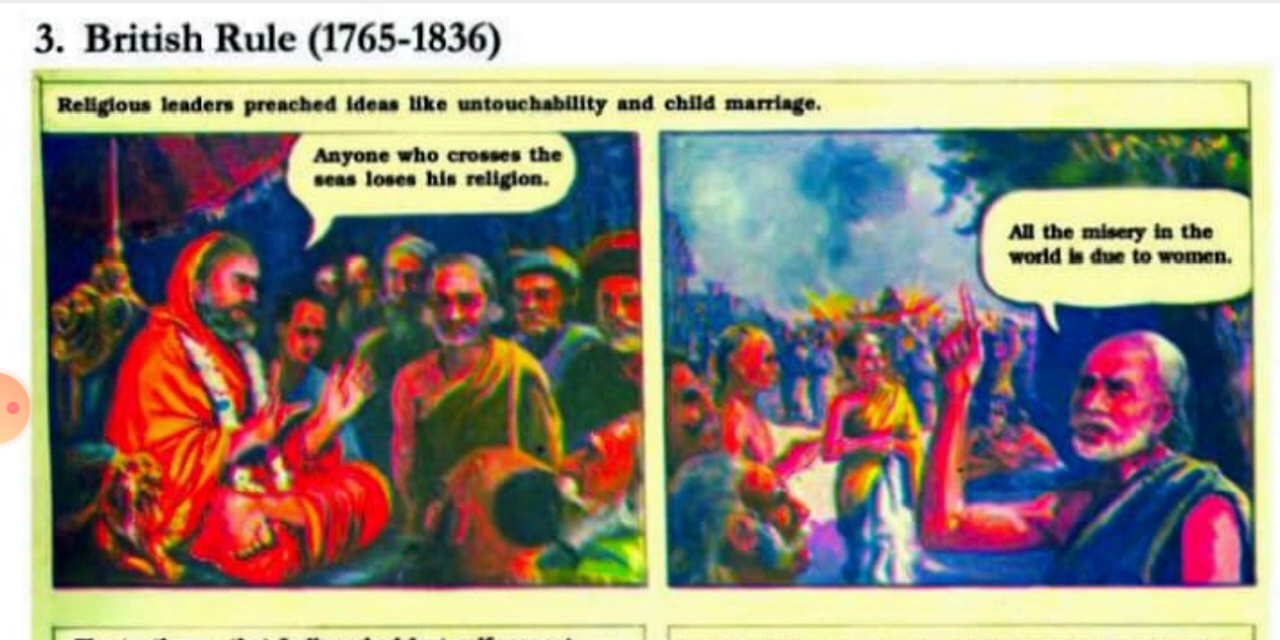 3. British Rule (1765-1836)
Religious leaders preached ideas like untouchability and child marriage.
Anyone who crosses the
seas loses his religion.
All the misery in the
world is due to women.